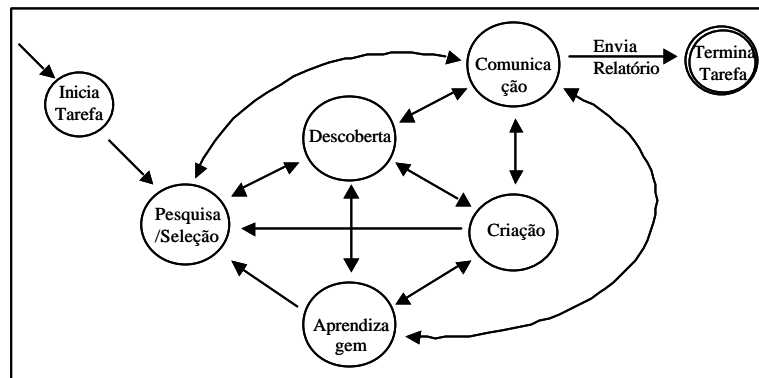 Inicia
Tarefa
Pesquisa
/Seleção
Descoberta
Aprendiza
gem
Criação
Comunica
ção
Envia
Relatório
Termina
Tarefa